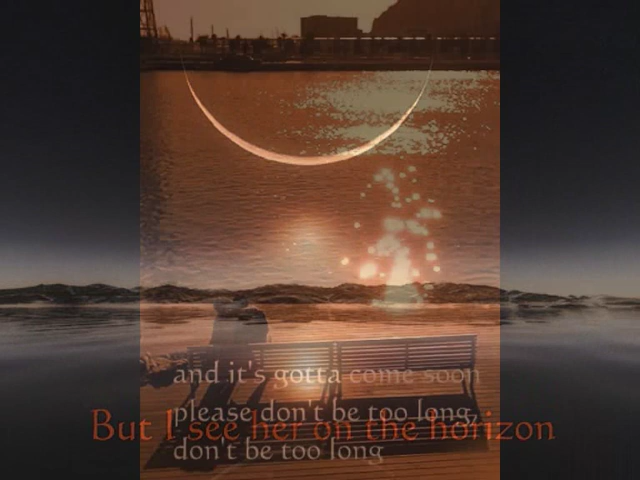 and it's gotta come soon
please don't be too long,
But I see her on the horizon
don't be too long